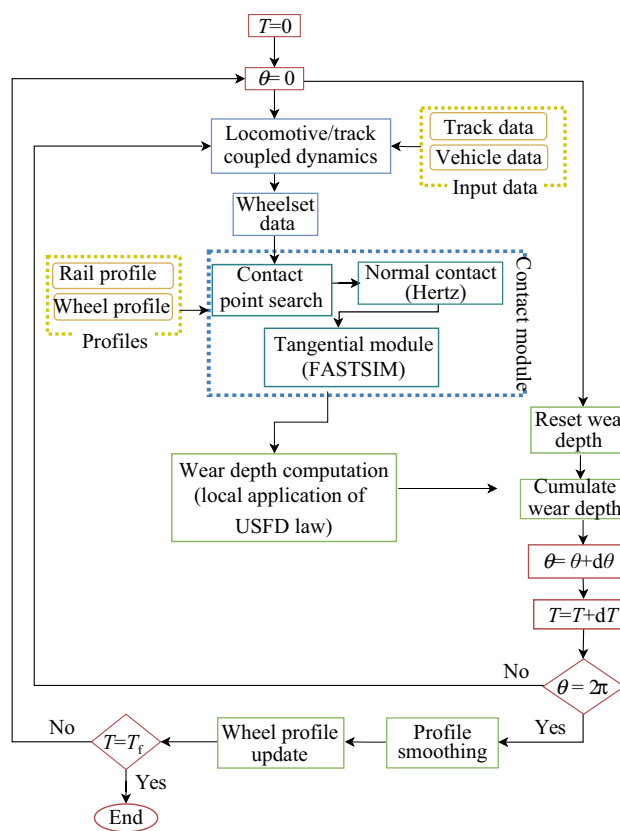 T=0
θ=0
Locomotive/track
coupled dynamics
Track data
Vehicle data
Input data
Wheelset
data
Rail profile
Wheel profile
Profiles
Contact
point search
Normal contact
(Hertz)
Tangential module
(FASTSIM)
Contact module
Reset wear
depth
Wear depth computation
(local application of
USFD law)
Cumulate
wear depth
θ=θ+dθ
T=T+dT
No
θ=2π
Yes
Profile
smoothing
Wheel profile
update
No
T=Tf
Yes
End